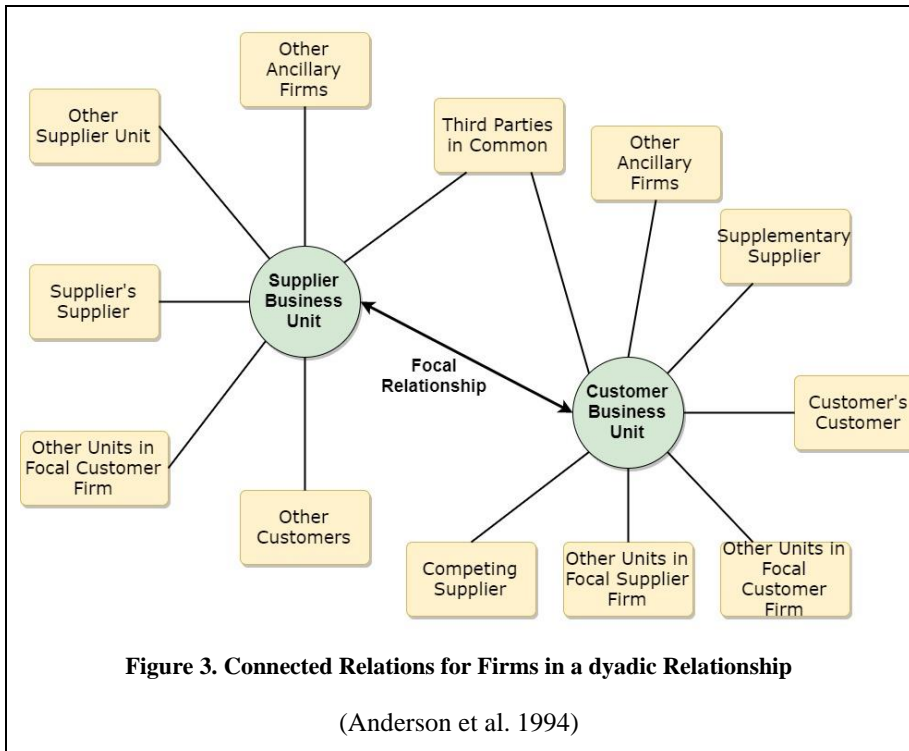 Other
Ancillary
Firms
Other
Supplier Unit
Third Parties
in Common
Other
Ancillary
Firms
Supplementary
Supplier
Supplier's
Supplier
Supplier
Business
Unit
Focal
Relationship
Customer
Business
Unit
Customer's
Customer
Other Units in
Focal Customer
Firm
Other
Customers
Competing
Supplier
Other Units in
Focal Supplier
Firm
Other Units in
Focal
Customer
Firm
Figure 3. Connected Relations for Firms in a dyadic Relationship
(Anderson et al. 1994)